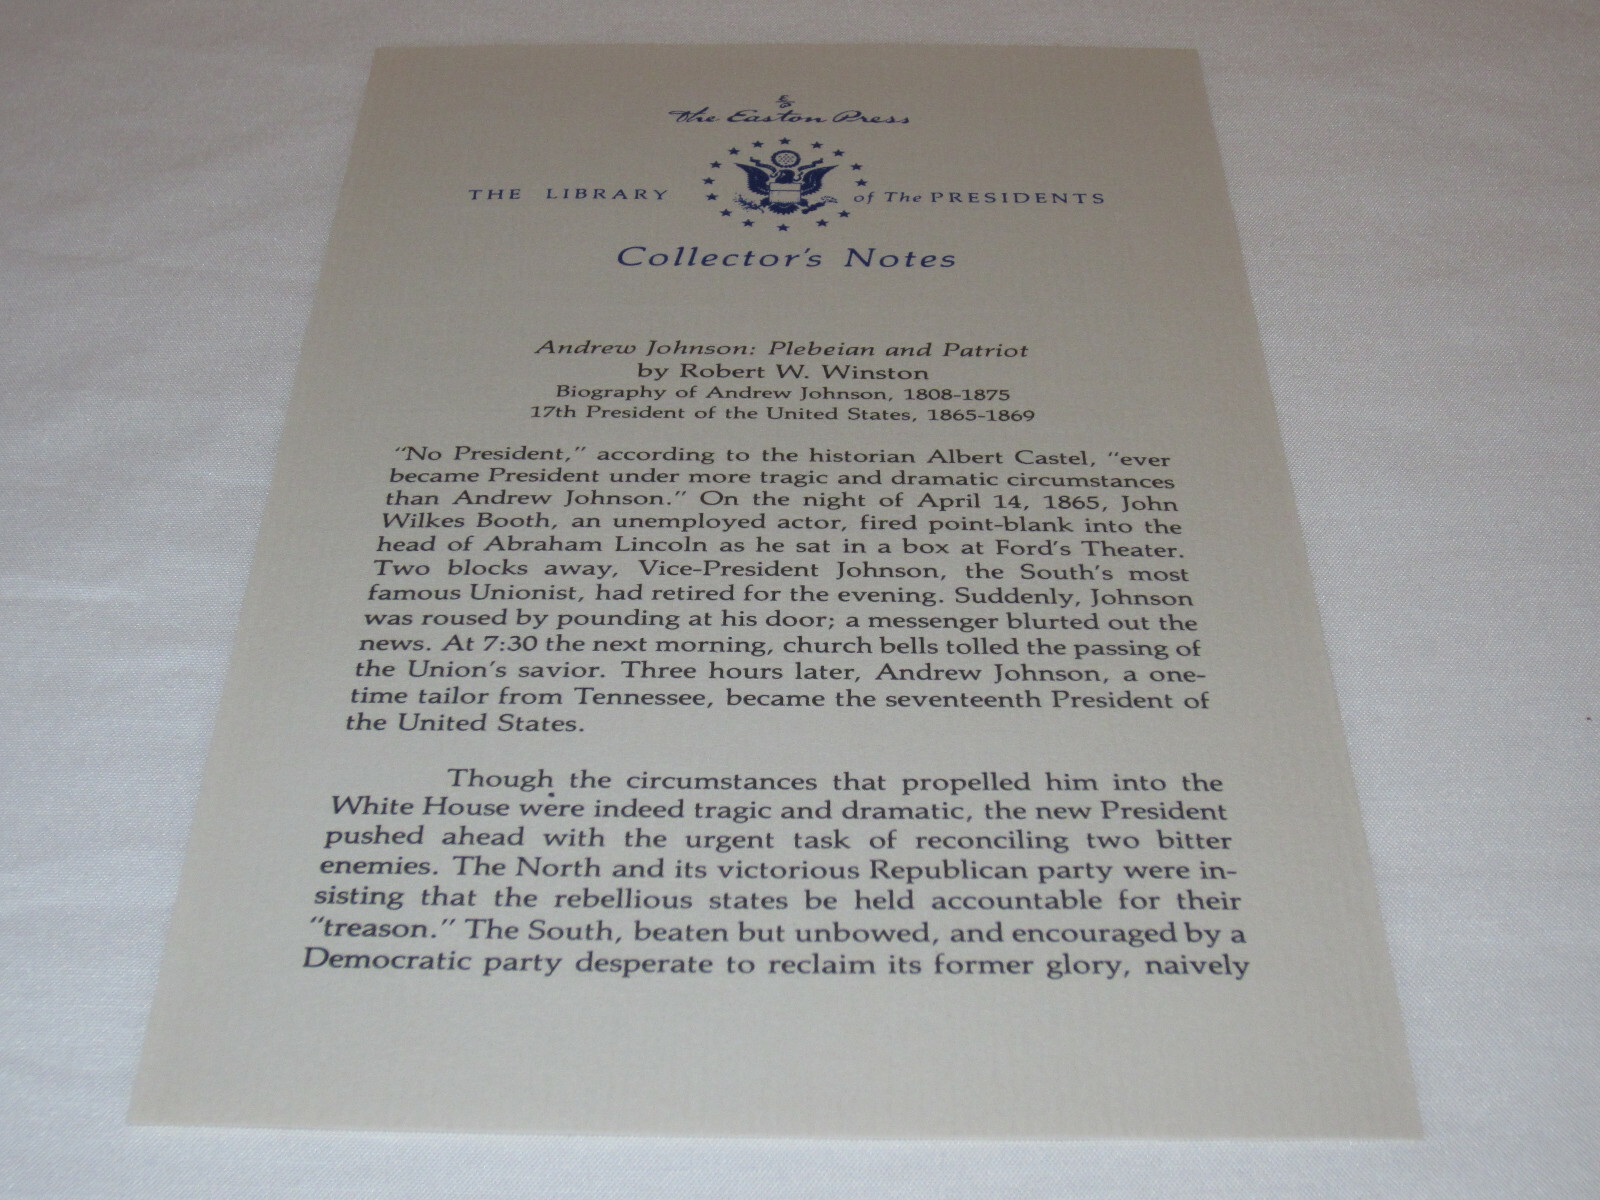 The Easton Press
THE LIBRARY of The PRESIDENTS
Collector's Notes
Andrew Johnson: Plebeian and Patriot
by Robert W. Winston
Biography of Andrew Johnson, 1808-1875
17th President of the United States, 1865-1869
"No President," according to the historian Albert Castel, "ever
became President under more tragic and dramatic circumstances
than Andrew Johnson." On the night of April 14, 1865, John
Wilkes Booth, an unemployed actor, fired point-blank into the
head of Abraham Lincoln as he sat in a box at Ford's Theater.
Two blocks away, Vice-President Johnson, the South's most
famous Unionist, had retired for the evening. Suddenly, Johnson
was roused by pounding at his door; a messenger blurted out the
news. At 7:30 the next morning, church bells tolled the passing of
the Union's savior. Three hours later, Andrew Johnson, a one-
time tailor from Tennessee, became the seventeenth President of
the United States.
Though the circumstances that propelled him into the
White House were indeed tragic and dramatic, the new President
pushed ahead with the urgent task of reconciling two bitter
enemies. The North and its victorious Republican party were in-
sisting that the rebellious states be held accountable for their
"treason." The South, beaten but unbowed, and encouraged by a
Democratic party desperate to reclaim its former glory, naively